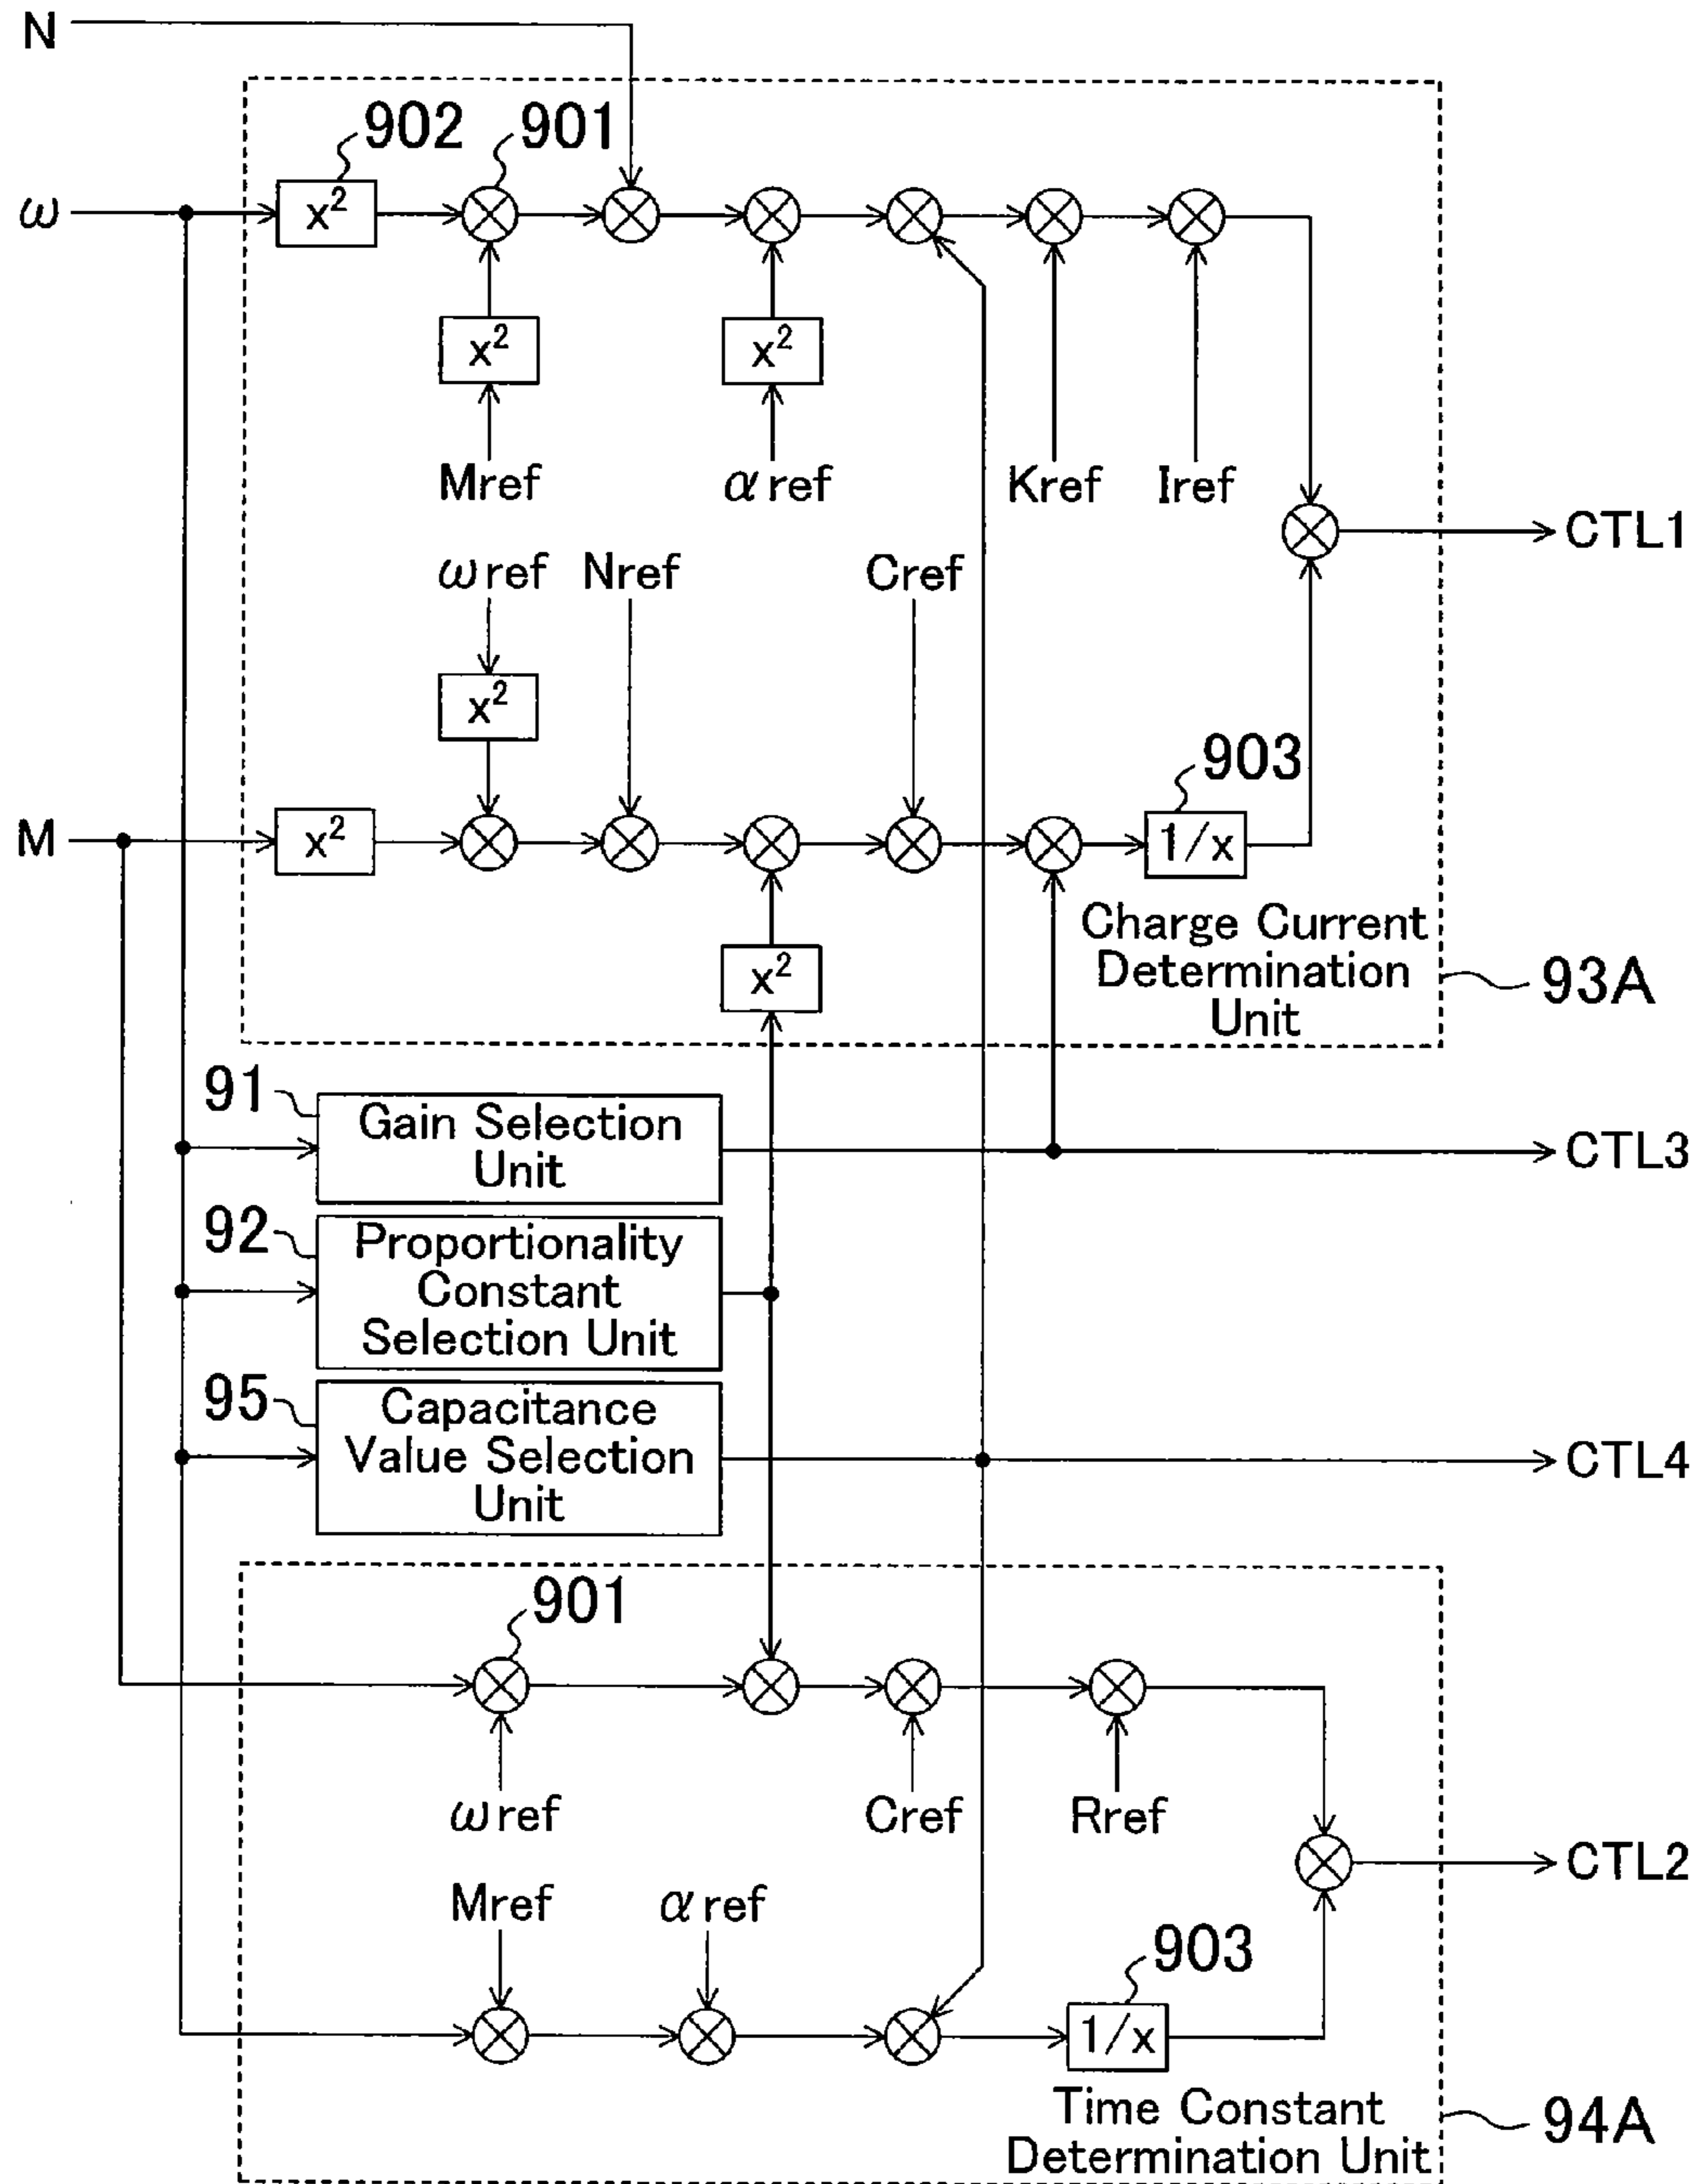 N
902 901
ω x² 
x² x²
Mref αref Kref Iref
CTL1
ωref Nref Cref
x²
903
M x² 1/x
Charge Current
Determination
Unit
x²
93A
91 Gain Selection
Unit
CTL3
92 Proportionality
Constant
Selection Unit
95 Capacitance
Value Selection
Unit
CTL4
901
ωref Cref Rref
CTL2
Mref αref
903
1/x
Time Constant
Determination Unit
94A